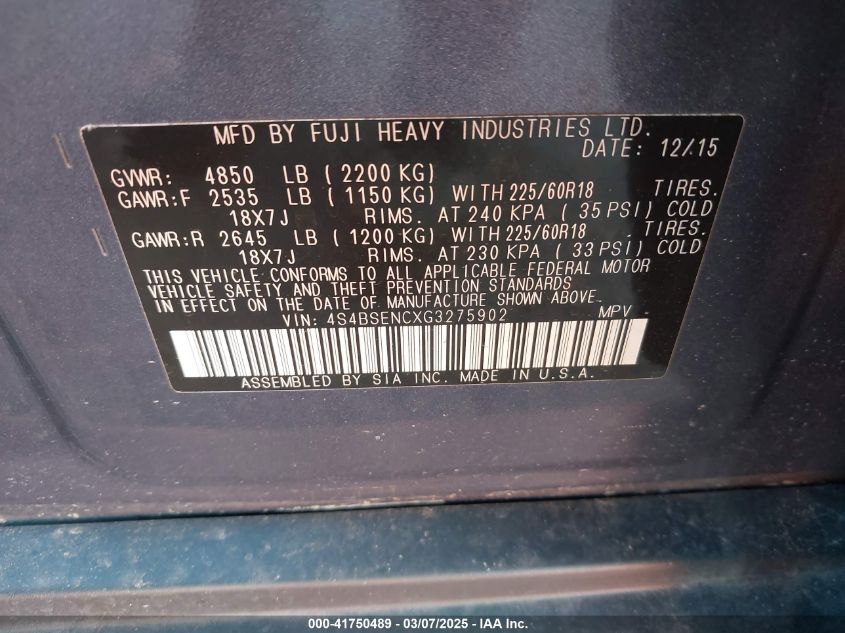 MFD BY FUJI HEAVY INDUSTRIES LTD.
DATE: 12/15
GVWR: 4850 LB ( 2200 KG)
GAWR:F 2535 LB ( 1150 KG) WITH 225/60R18 TIRES.
18X7J RIMS. AT 240 KPA ( 35 PSI) COLD
GAWR:R 2645 LB ( 1200 KG) WITH 225/60R18 TIRES.
18X7J RIMS. AT 230 KPA ( 33 PSI) COLD
THIS VEHICLE CONFORMS TO ALL APPLICABLE FEDERAL MOTOR
VEHICLE SAFETY AND THEFT PREVENTION STANDARDS
IN EFFECT ON THE DATE OF MANUFACTURE SHOWN ABOVE.
VIN: 4S4BSENCXG3275902 MPV
ASSEMBLED BY SIA INC. MADE IN U.S.A.
000-41750489 - 03/07/2025 - IAA Inc.